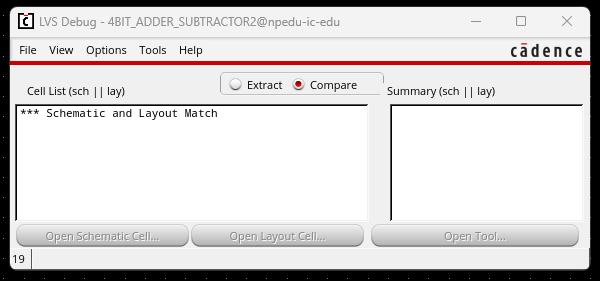 LVS Debug - 4BIT_ADDER_SUBTRACTOR2@npedu-ic-edu
File View Options Tools Help
cādence
Extract Compare
Cell List (sch || lay)
Summary (sch || lay)
*** Schematic and Layout Match
Open Schematic Cell...
Open Layout Cell...
Open Tool...
19